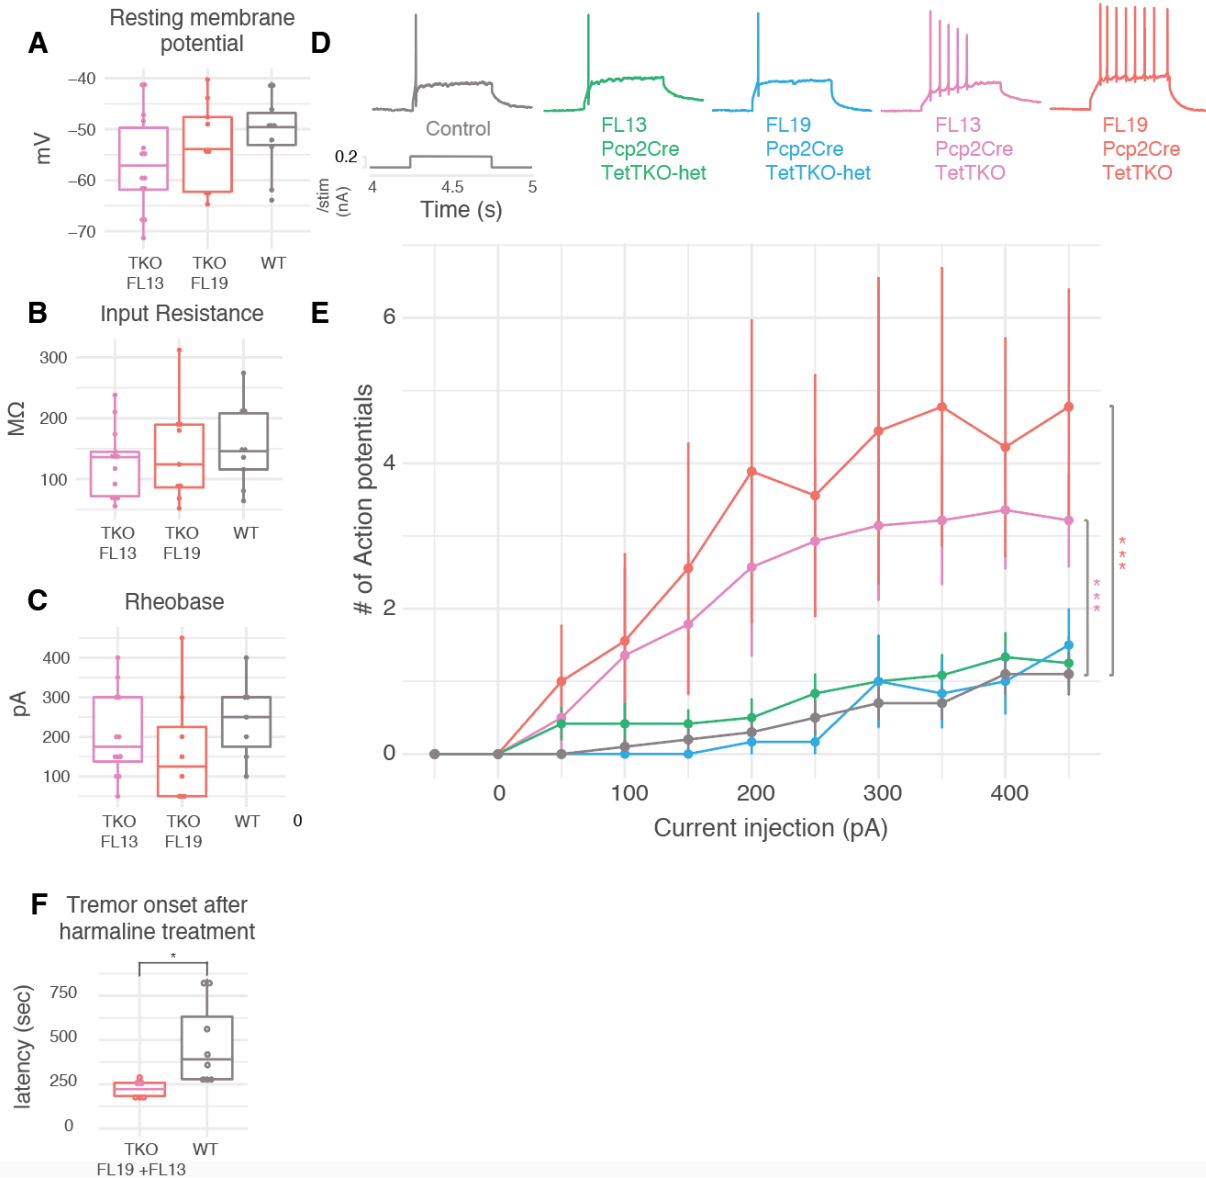 A
Resting membrane
potential
−40
−50
−60
−70
mV
TKO
FL13
TKO
FL19
WT
B
Input Resistance
300
200
100
MΩ
TKO
FL13
TKO
FL19
WT
C
Rheobase
400
300
200
100
pA
TKO
FL13
TKO
FL19
WT
0
D
Control
0.2
/stim
(nA)
4
4.5
5
Time (s)
FL13
Pcp2Cre
TetTKO-het
FL19
Pcp2Cre
TetTKO-het
FL13
Pcp2Cre
TetTKO
FL19
Pcp2Cre
TetTKO
E
6
4
2
0
# of Action potentials
0
100
200
300
400
Current injection (pA)
***
***
F
Tremor onset after
harmaline treatment
*
750
500
250
0
latency (sec)
TKO
FL19 +FL13
WT